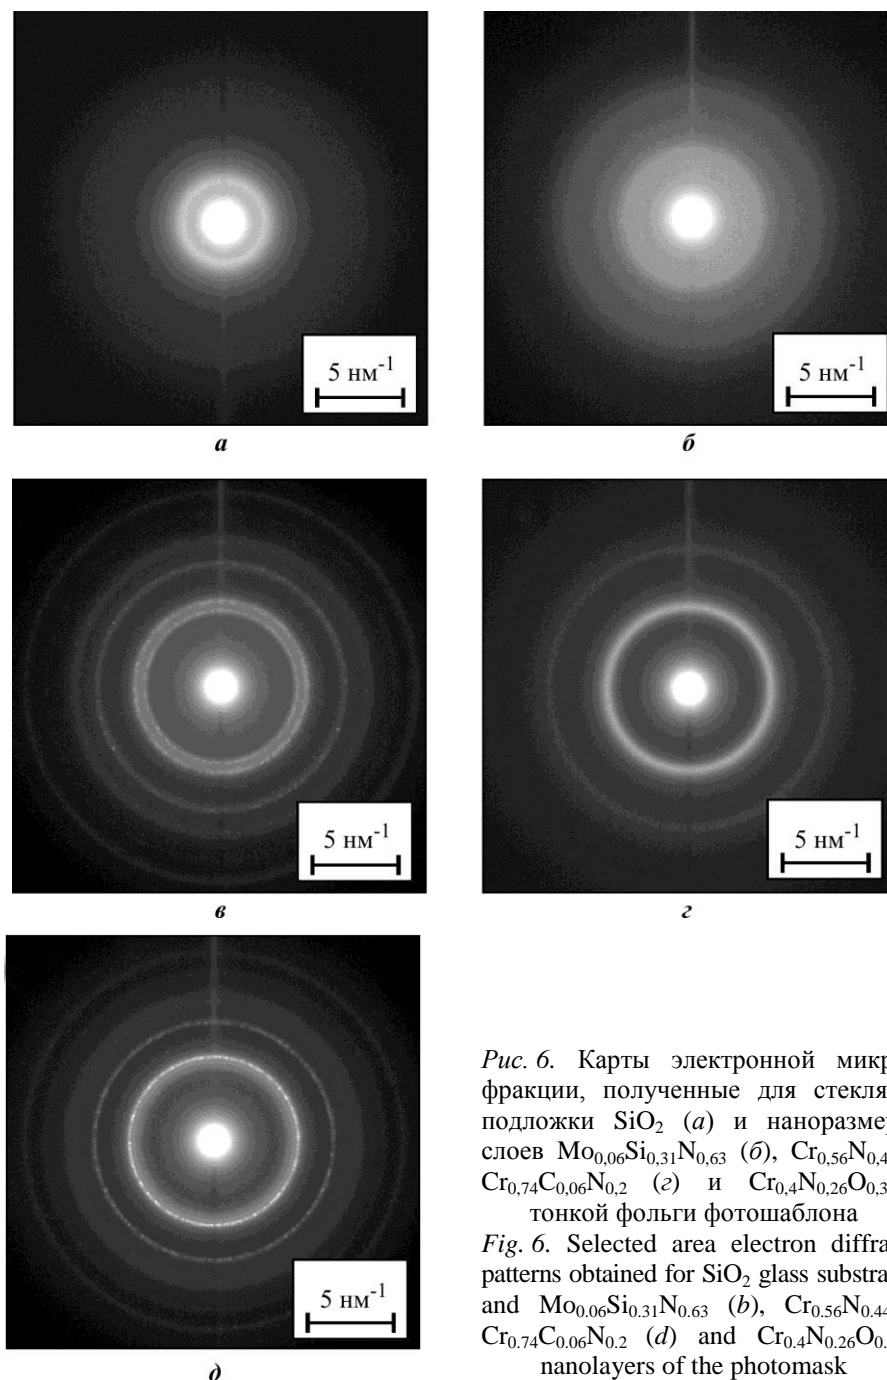 5 нм⁻¹
5 нм⁻¹
а
б
5 нм⁻¹
5 нм⁻¹
в
г
5 нм⁻¹
д
Рис. 6. Карты электронной микр
фракции, полученные для стекля
подложки SiO₂ (а) и наноразмер
слоев Mo₀,₀₆Si₀,₃₁N₀,₆₃ (б), Cr₀,₅₆N₀,₄
Cr₀,₇₄C₀,₀₆N₀,₂ (г) и Cr₀,₄N₀,₂₆O₀,₃
тонкой фольги фотошаблона
Fig. 6. Selected area electron diffra
patterns obtained for SiO₂ glass substra
and Mo₀.₀₆Si₀.₃₁N₀.₆₃ (b), Cr₀.₅₆N₀.₄₄
Cr₀.₇₄C₀.₀₆N₀.₂ (d) and Cr₀.₄N₀.₂₆O₀.
nanolayers of the photomask